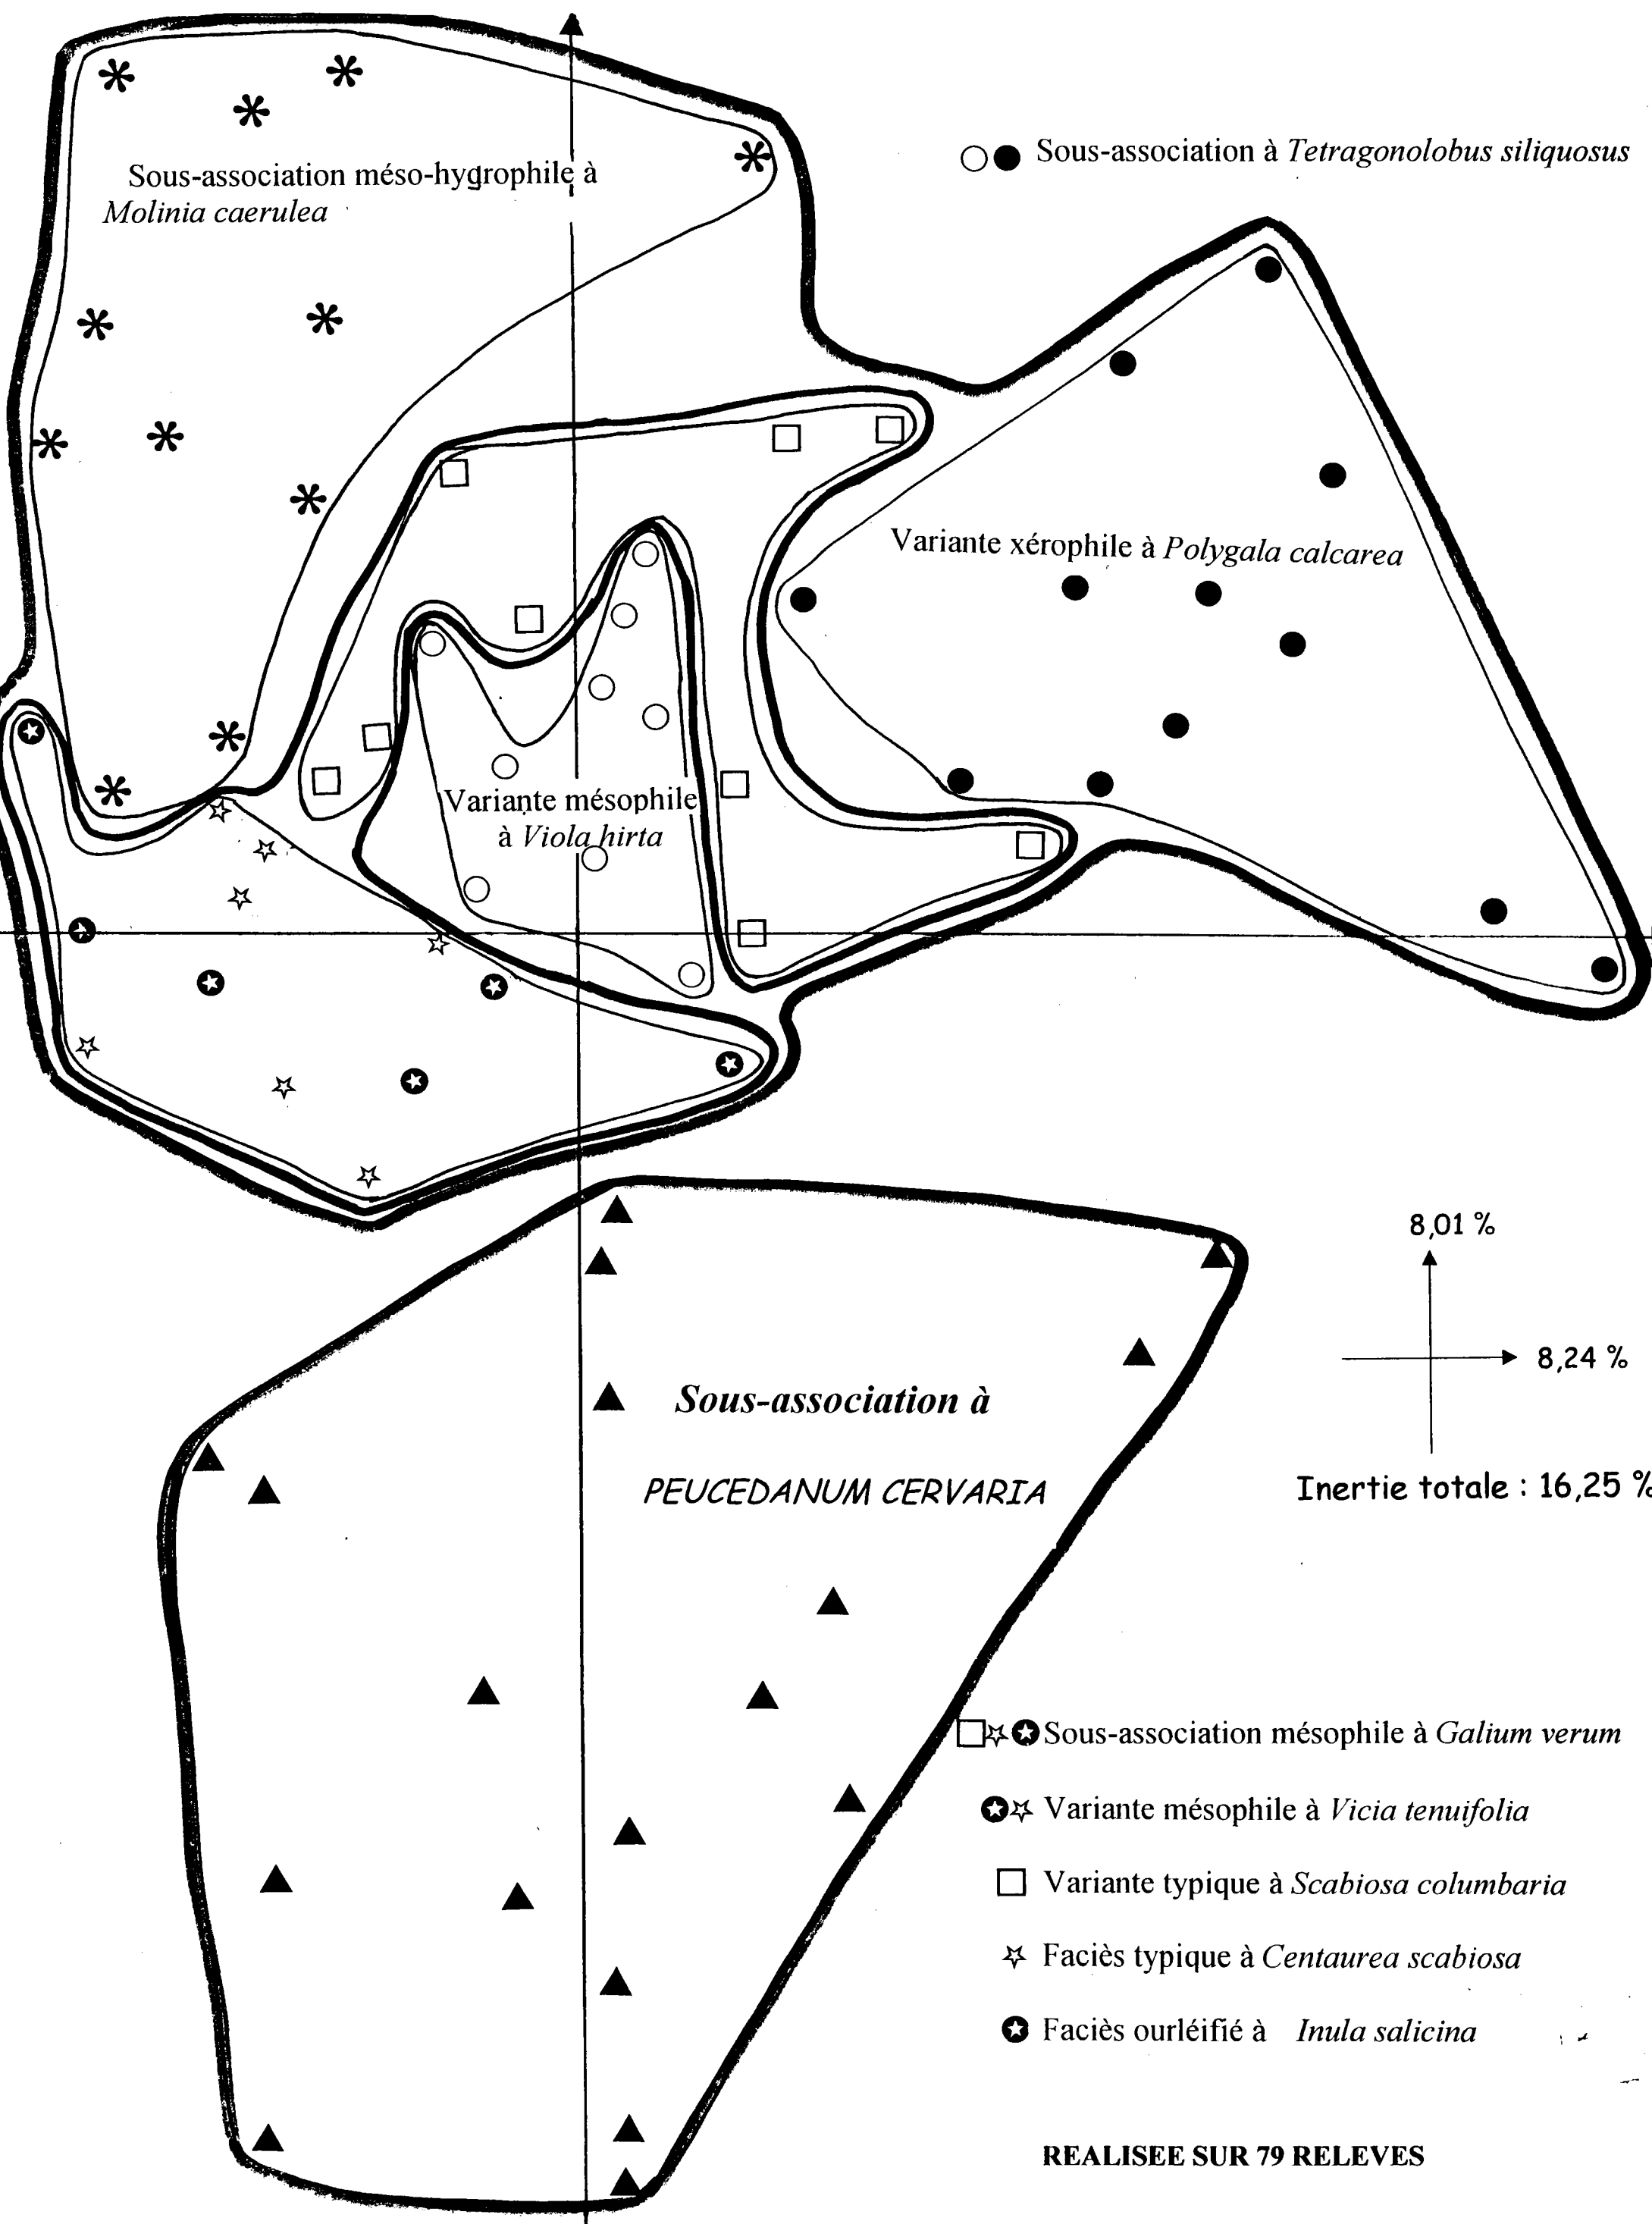 Sous-association méso-hygrophile à
Molinia caerulea
Sous-association à Tetragonolobus siliquosus
Variante xérophile à Polygala calcarea
Variante mésophile
à Viola hirta
8,01 %
8,24 %
Inertie totale : 16,25 %
Sous-association à
PEUCEDANUM CERVARIA
Sous-association mésophile à Galium verum
Variante mésophile à Vicia tenuifolia
Variante typique à Scabiosa columbaria
Faciès typique à Centaurea scabiosa
Faciès ourléifié à Inula salicina
REALISEE SUR 79 RELEVES